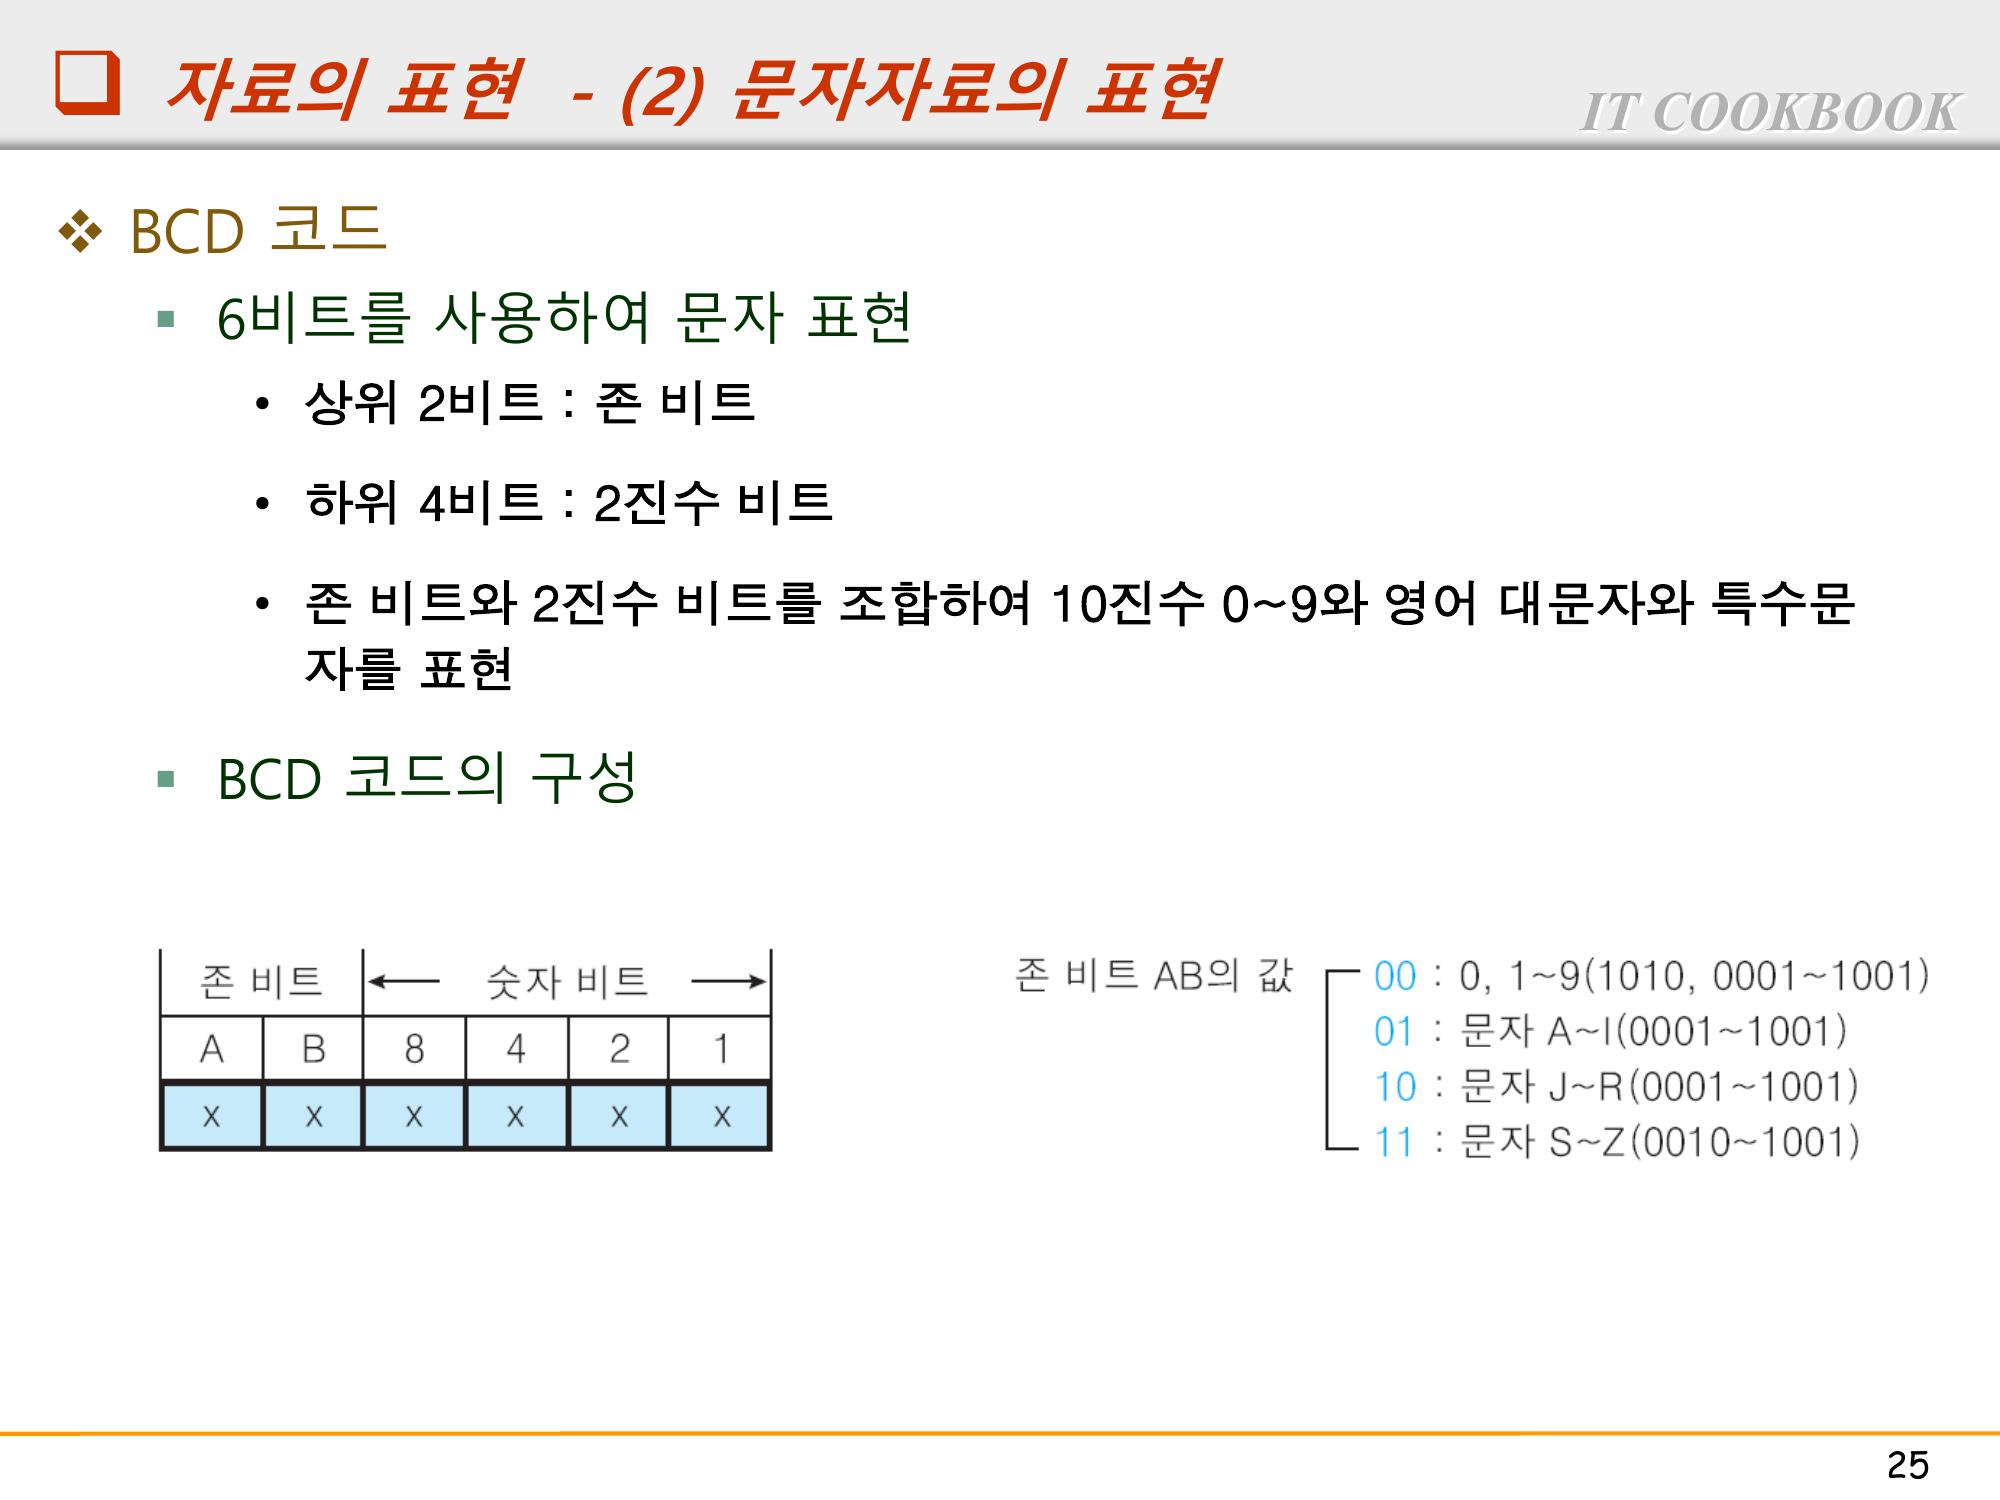 자료의 표현 - (2) 문자자료의 표현
IT COOKBOOK
BCD 코드
6비트를 사용하여 문자 표현
• 상위 2비트 : 존 비트
• 하위 4비트 : 2진수 비트
• 존 비트와 2진수 비트를 조합하여 10진수 0~9와 영어 대문자와 특수문
자를 표현
BCD 코드의 구성
존 비트 숫자 비트
A B 8 4 2 1
x x x x x x
존 비트 AB의 값 00 : 0, 1~9(1010, 0001~1001)
01 : 문자 A~I(0001~1001)
10 : 문자 J~R(0001~1001)
11 : 문자 S~Z(0010~1001)
25